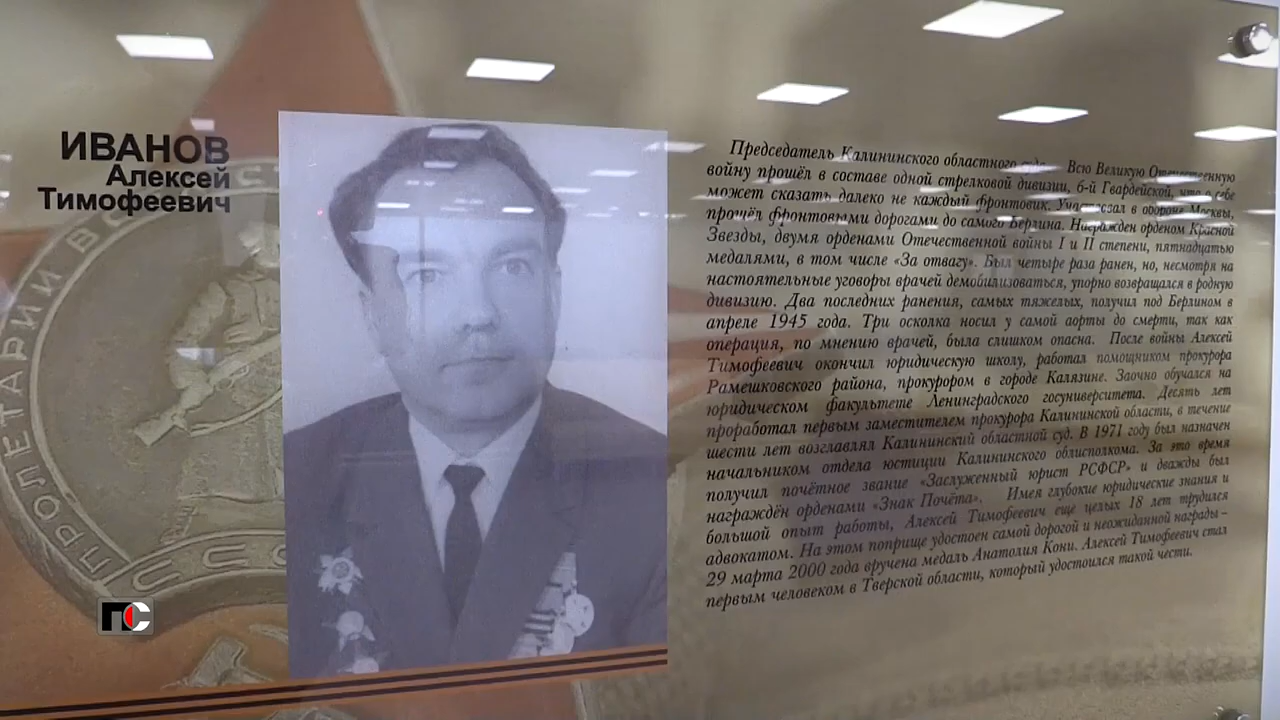 ИВАНОВ
Алексей
Тимофеевич
Председатель Калининского областного суда. Всю Великую Отечественную
войну прошёл в составе одной стрелковой дивизии, 6-й Гвардейской, что о себе
может сказать далеко не каждый фронтовик. Участвовал в обороне Москвы,
прошёл фронтовыми дорогами до самого Берлина. Награжден орденом Красной
Звезды, двумя орденами Отечественной войны I и II степени, пятнадцатью
медалями, в том числе «За отвагу». Был четыре раза ранен, но, несмотря на
настоятельные уговоры врачей демобилизоваться, упорно возвращался в родную
дивизию. Два последних ранения, самых тяжелых, получил под Берлином в
апреле 1945 года. Три осколка носил у самой аорты до смерти, так как
операция, по мнению врачей, была слишком опасна. После войны Алексей
Тимофеевич окончил юридическую школу, работал помощником прокурора
Рамешковского района, прокурором в городе Калязине. Заочно обучался на
юридическом факультете Ленинградского госуниверситета. Десять лет
проработал первым заместителем прокурора Калининской области, в течение
шести лет возглавлял Калининский областной суд. В 1971 году был назначен
начальником отдела юстиции Калининского облисполкома. За это время
получил почётное звание «Заслуженный юрист РСФСР» и дважды был
награждён орденами «Знак Почёта». Имея глубокие юридические знания и
большой опыт работы, Алексей Тимофеевич еще целых 18 лет трудился
адвокатом. На этом поприще удостоен самой дорогой и неожиданной награды –
29 марта 2000 года вручена медаль Анатолия Кони. Алексей Тимофеевич стал
первым человеком в Тверской области, который удостоился такой чести.
ПРОЛЕТАРИИ
ПС